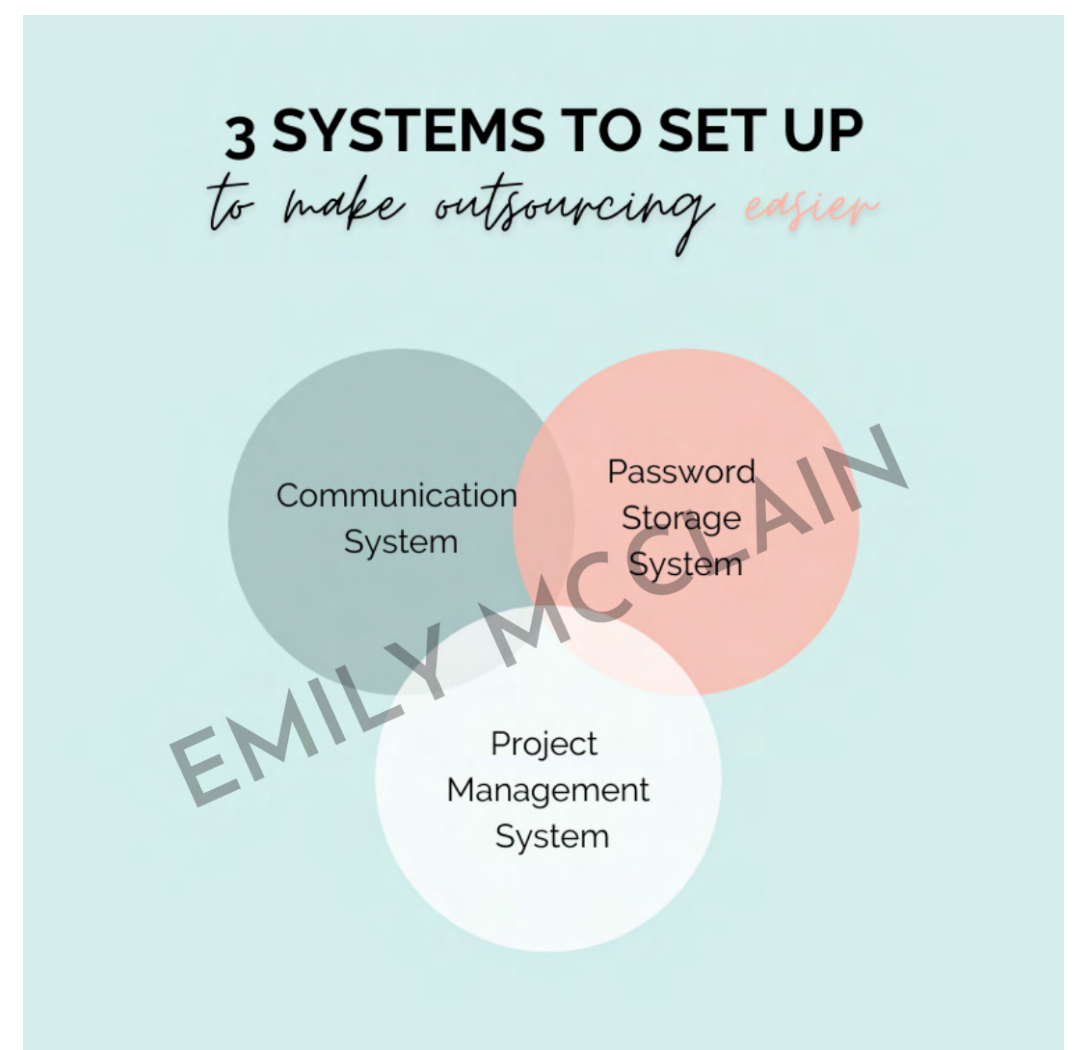 3 SYSTEMS TO SET UP
to make outsourcing easier
Communication
System
Password
Storage
System
EMILY MCCLAIN
Project
Management
System